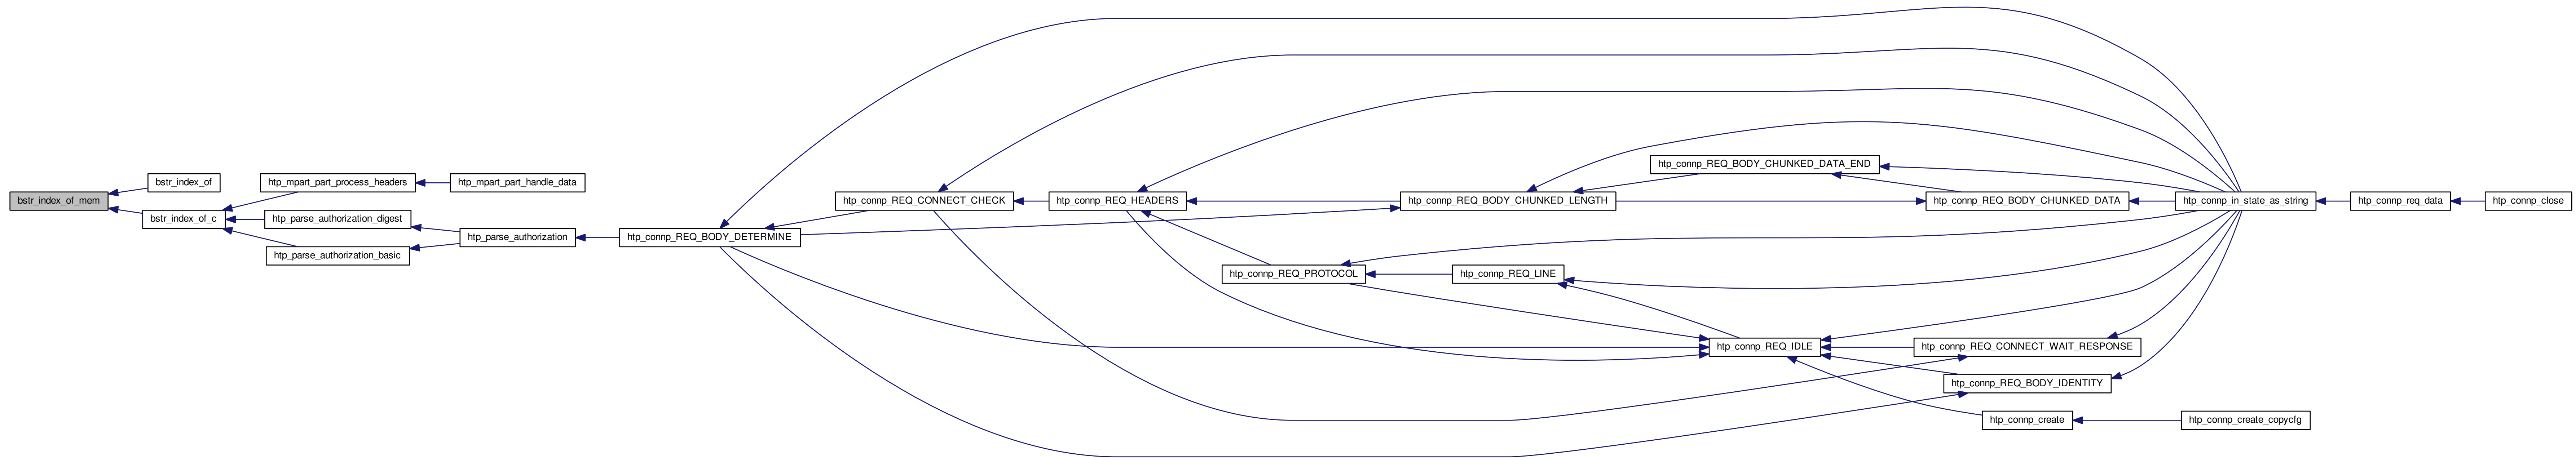 bstr_index_of_mem
bstr_index_of
bstr_index_of_c
htp_mpart_part_process_headers
htp_parse_authorization_digest
htp_parse_authorization_basic
htp_mpart_part_handle_data
htp_parse_authorization
htp_connp_REQ_BODY_DETERMINE
htp_connp_REQ_CONNECT_CHECK
htp_connp_REQ_HEADERS
htp_connp_REQ_PROTOCOL
htp_connp_REQ_BODY_CHUNKED_LENGTH
htp_connp_REQ_LINE
htp_connp_REQ_BODY_CHUNKED_DATA_END
htp_connp_REQ_IDLE
htp_connp_REQ_BODY_CHUNKED_DATA
htp_connp_REQ_CONNECT_WAIT_RESPONSE
htp_connp_REQ_BODY_IDENTITY
htp_connp_create
htp_connp_in_state_as_string
htp_connp_create_copycfg
htp_connp_req_data
htp_connp_close